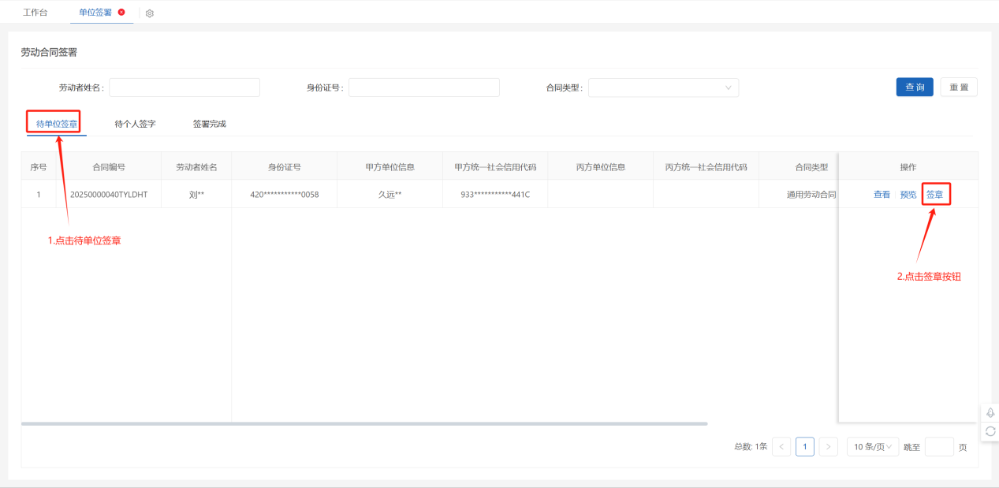 工作台 单位签署
劳动合同签署
劳动者姓名: 身份证号: 合同类型: 查 询 重 置
待单位签章 待个人签字 签署完成
序号 合同编号 劳动者姓名 身份证号 甲方单位信息 甲方统一社会信用代码 丙方单位信息 丙方统一社会信用代码 合同类型 操作
1 20250000040TYLDHT 刘** 420***********0058 久远** 933***********441C 通用劳动合同 查看 预览 签章
1.点击待单位签章
2.点击签章按钮
总数: 1条 < 1 > 10 条/页 跳至 页